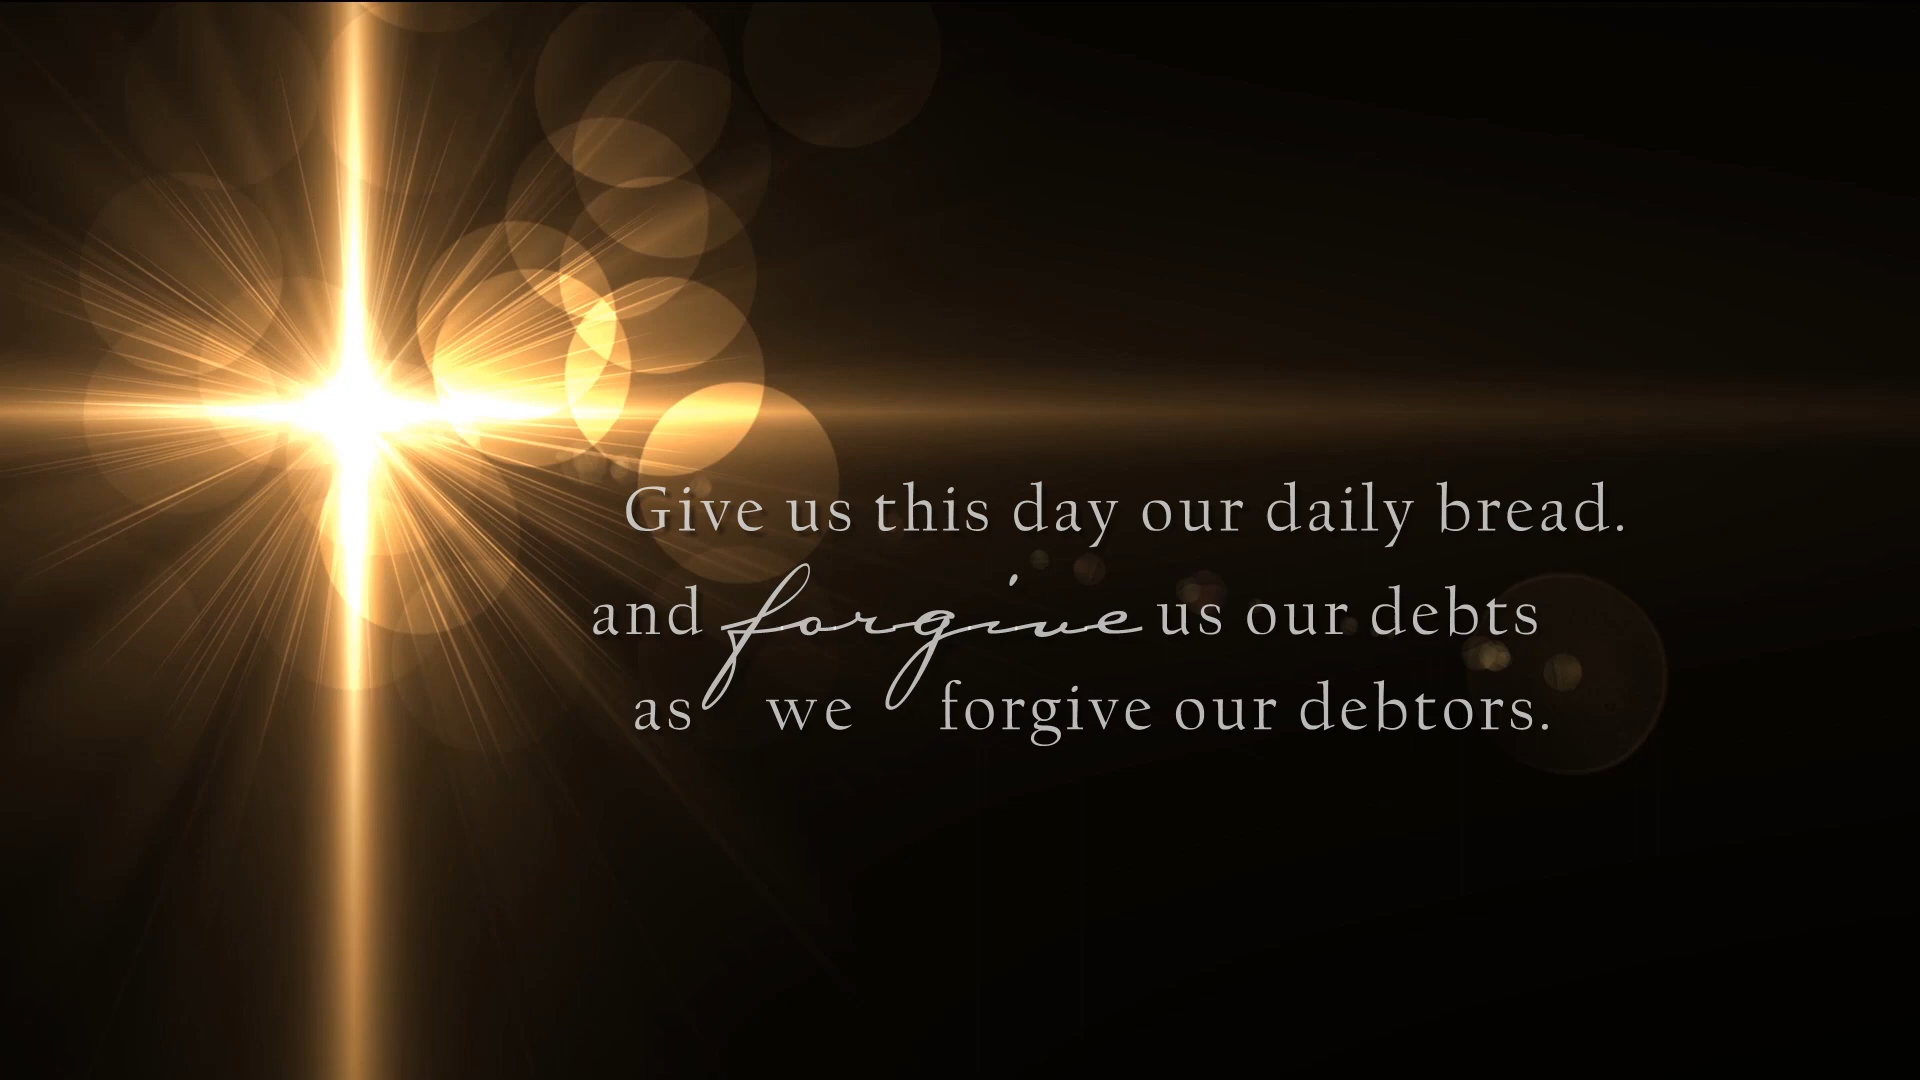 Give us this day our daily bread.
and forgive us our debts
as we forgive our debtors.